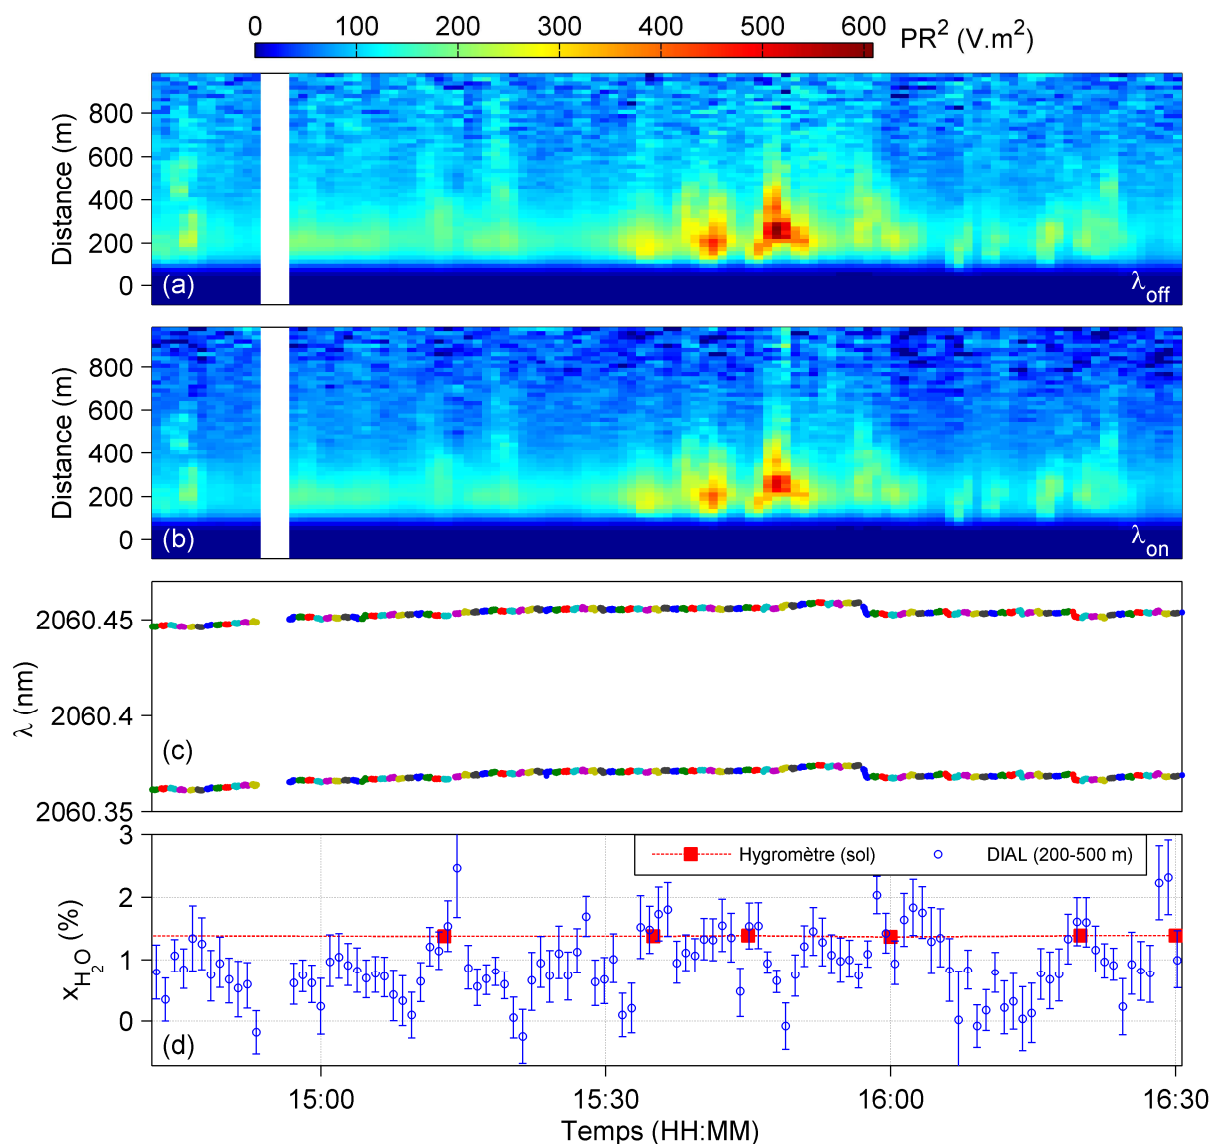 0 100 200 300 400 500 600 PR² (V.m²)
Distance (m)
800
600
400
200
0
(a)
λoff
Distance (m)
800
600
400
200
0
(b)
λon
λ (nm)
2060.45
2060.4
2060.35
(c)
xH2O (%)
3
2
1
0
Hygromètre (sol) DIAL (200-500 m)
(d)
15:00 15:30 16:00 16:30
Temps (HH:MM)